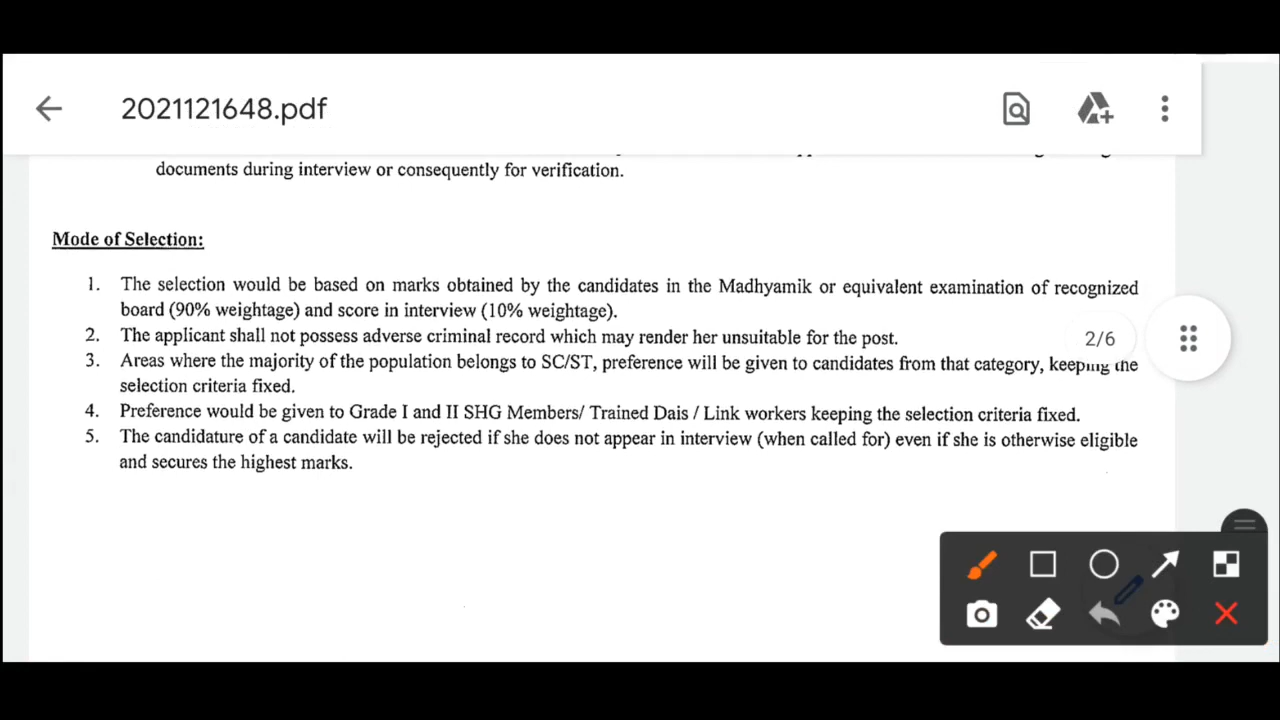 2021121648.pdf
documents during interview or consequently for verification.
Mode of Selection:
1. The selection would be based on marks obtained by the candidates in the Madhyamik or equivalent examination of recognized
board (90% weightage) and score in interview (10% weightage).
2. The applicant shall not possess adverse criminal record which may render her unsuitable for the post.
2/6
3. Areas where the majority of the population belongs to SC/ST, preference will be given to candidates from that category, keeping the
selection criteria fixed.
4. Preference would be given to Grade I and II SHG Members/ Trained Dais / Link workers keeping the selection criteria fixed.
5. The candidature of a candidate will be rejected if she does not appear in interview (when called for) even if she is otherwise eligible
and secures the highest marks.